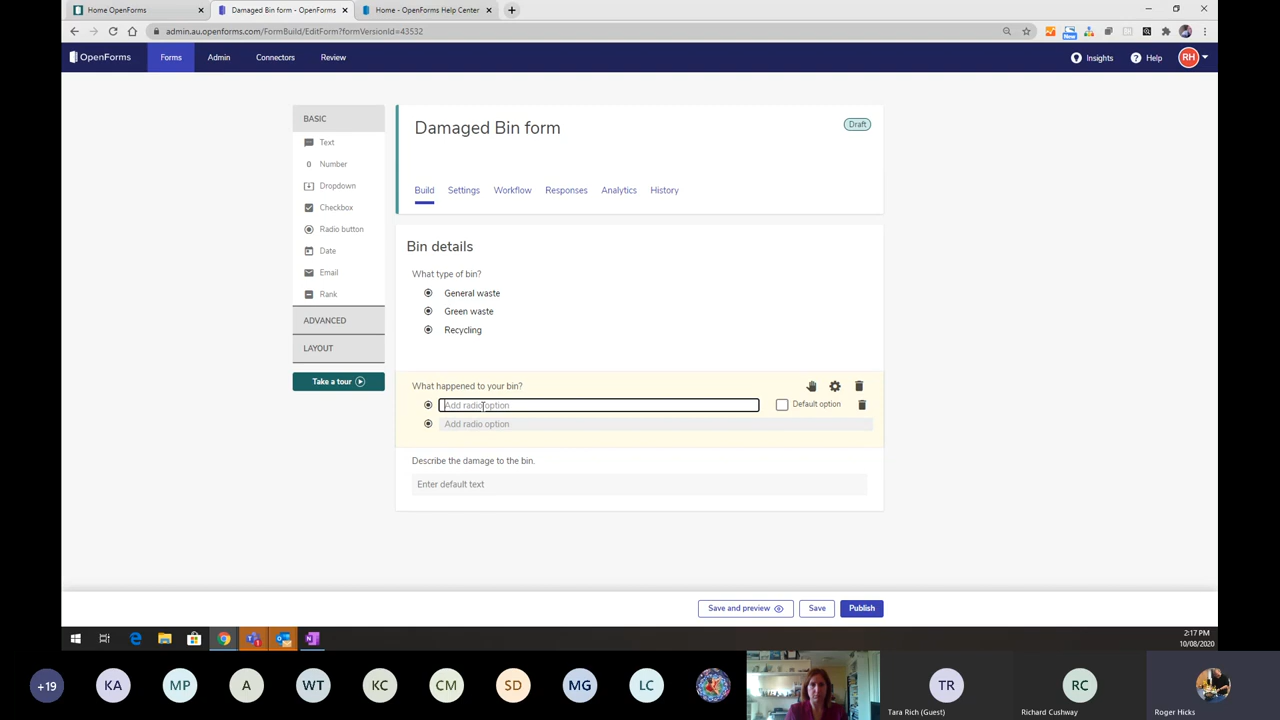 Home OpenForms
Damaged Bin form - OpenForms
Home - OpenForms Help Center
admin.au.openforms.com/FormBuild/EditForm?formVersionId=43532
New
OpenForms
Forms
Admin
Connectors
Review
Insights
Help
RH
BASIC
Text
0 Number
Dropdown
Checkbox
Radio button
Date
Email
Rank
ADVANCED
LAYOUT
Take a tour
Damaged Bin form
Draft
Build
Settings
Workflow
Responses
Analytics
History
Bin details
What type of bin?
General waste
Green waste
Recycling
What happened to your bin?
Add radio option
Default option
Add radio option
Describe the damage to the bin.
Enter default text
Save and preview
Save
Publish
2:17 PM
10/08/2020
+19
KA
MP
A
WT
KC
CM
SD
MG
LC
TR
Tara Rich (Guest)
RC
Richard Cushway
Roger Hicks